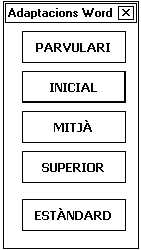 Adaptacions Word
PARVULARI
INICIAL
MITJÀ
SUPERIOR
ESTÀNDARD